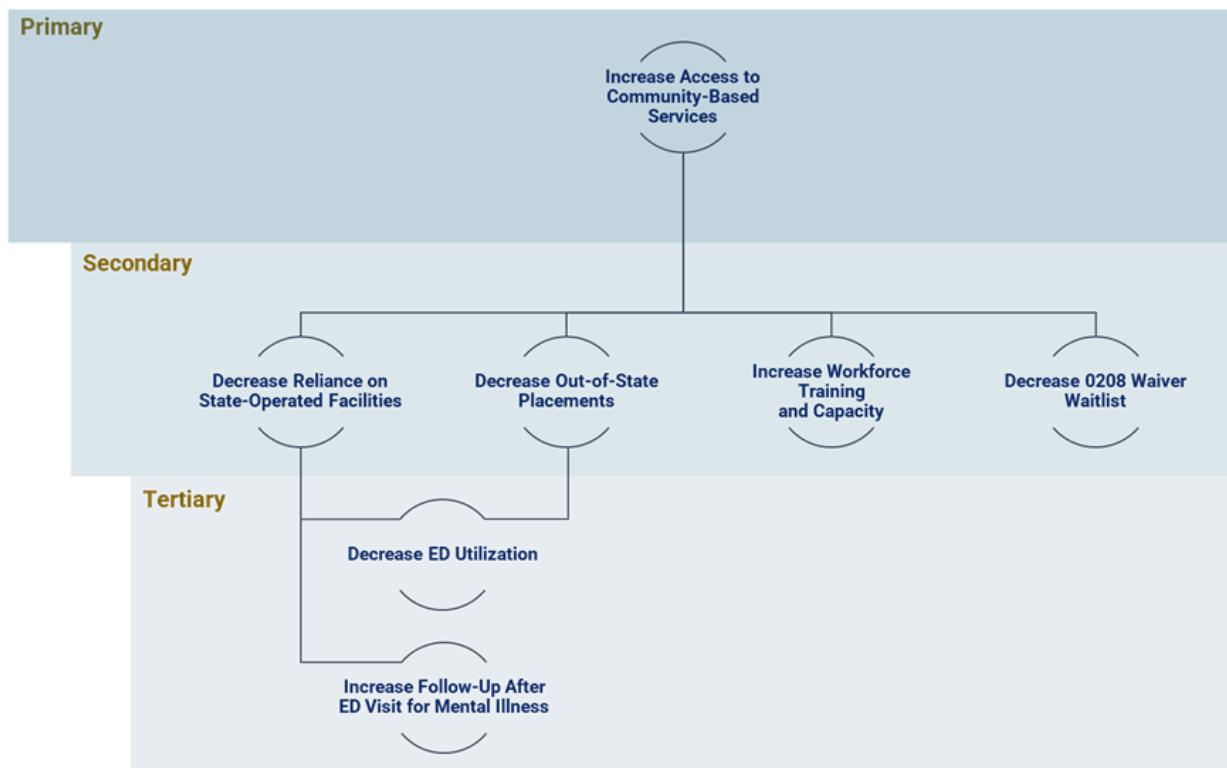 Primary
Increase Access to
Community-Based
Services
Secondary
Decrease Reliance on
State-Operated Facilities
Decrease Out-of-State
Placements
Increase Workforce
Training
and Capacity
Decrease 0208 Waiver
Waitlist
Tertiary
Decrease ED Utilization
Increase Follow-Up After
ED Visit for Mental Illness